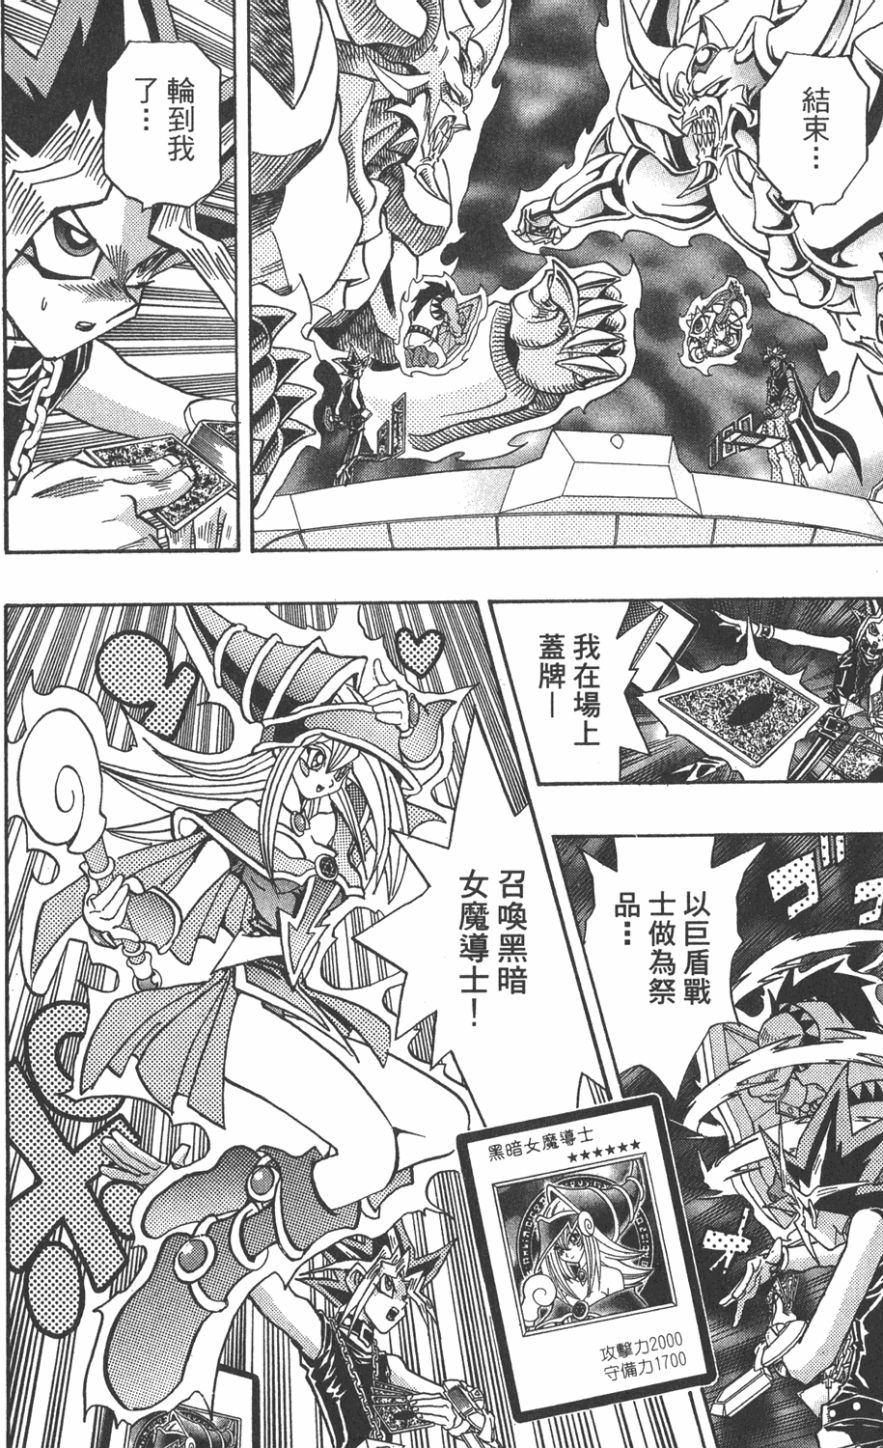 結束…
輪到我
了…
我在場上
蓋牌－
以巨盾戰
士做為祭
品…
召喚黑暗
女魔導士！
黑暗女魔導士
★★★★★★
攻擊力2000
守備力1700
ゴゴ